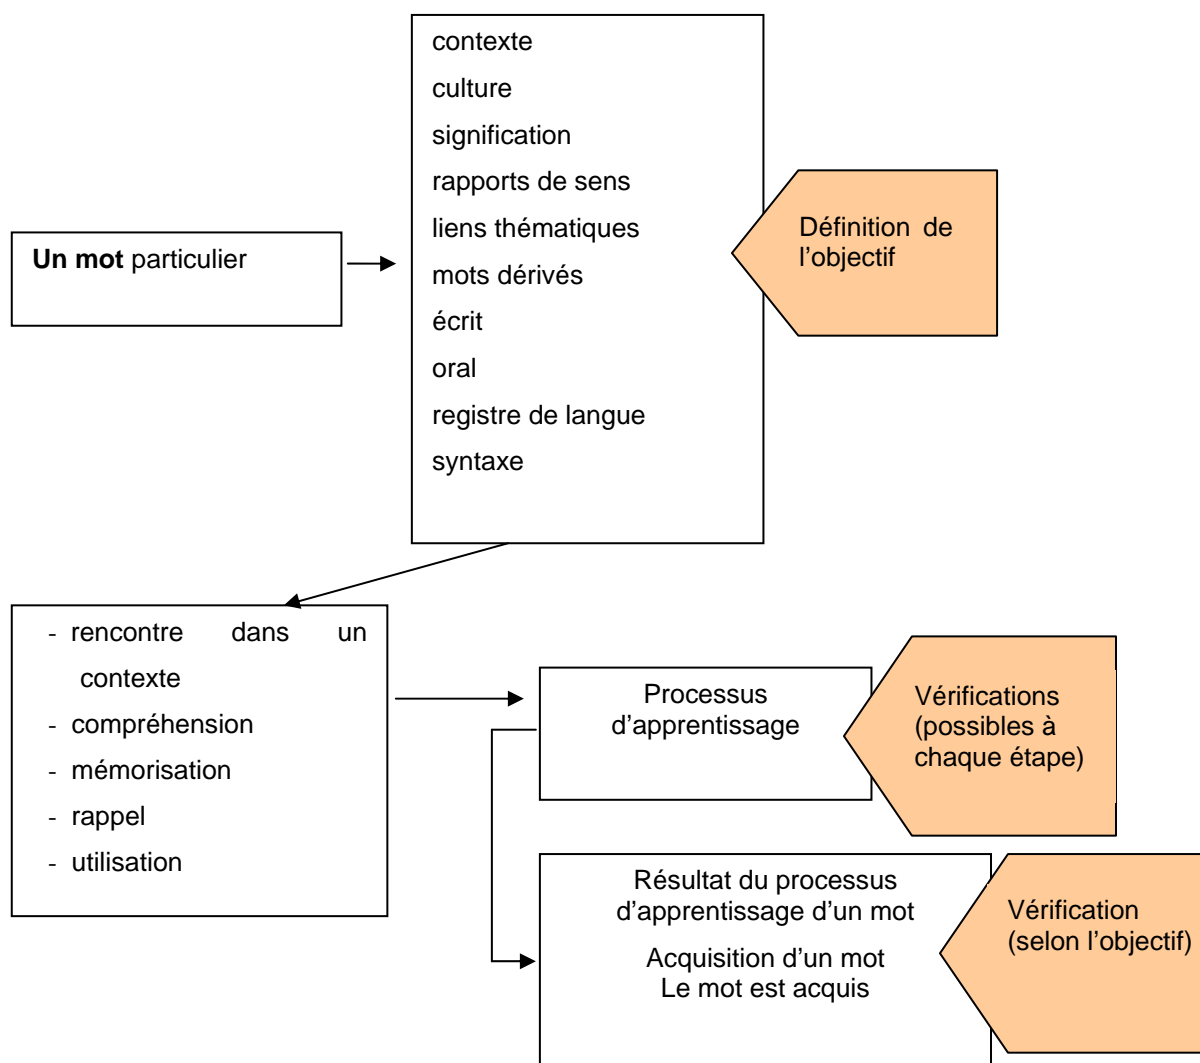 contexte
culture
signification
rapports de sens
liens thématiques
mots dérivés
écrit
oral
registre de langue
syntaxe
Un mot particulier
Définition de
l’objectif
- rencontre dans un
contexte
- compréhension
- mémorisation
- rappel
- utilisation
Processus
d’apprentissage
Vérifications
(possibles à
chaque étape)
Résultat du processus
d’apprentissage d’un mot
Acquisition d’un mot
Le mot est acquis
Vérification
(selon l’objectif)